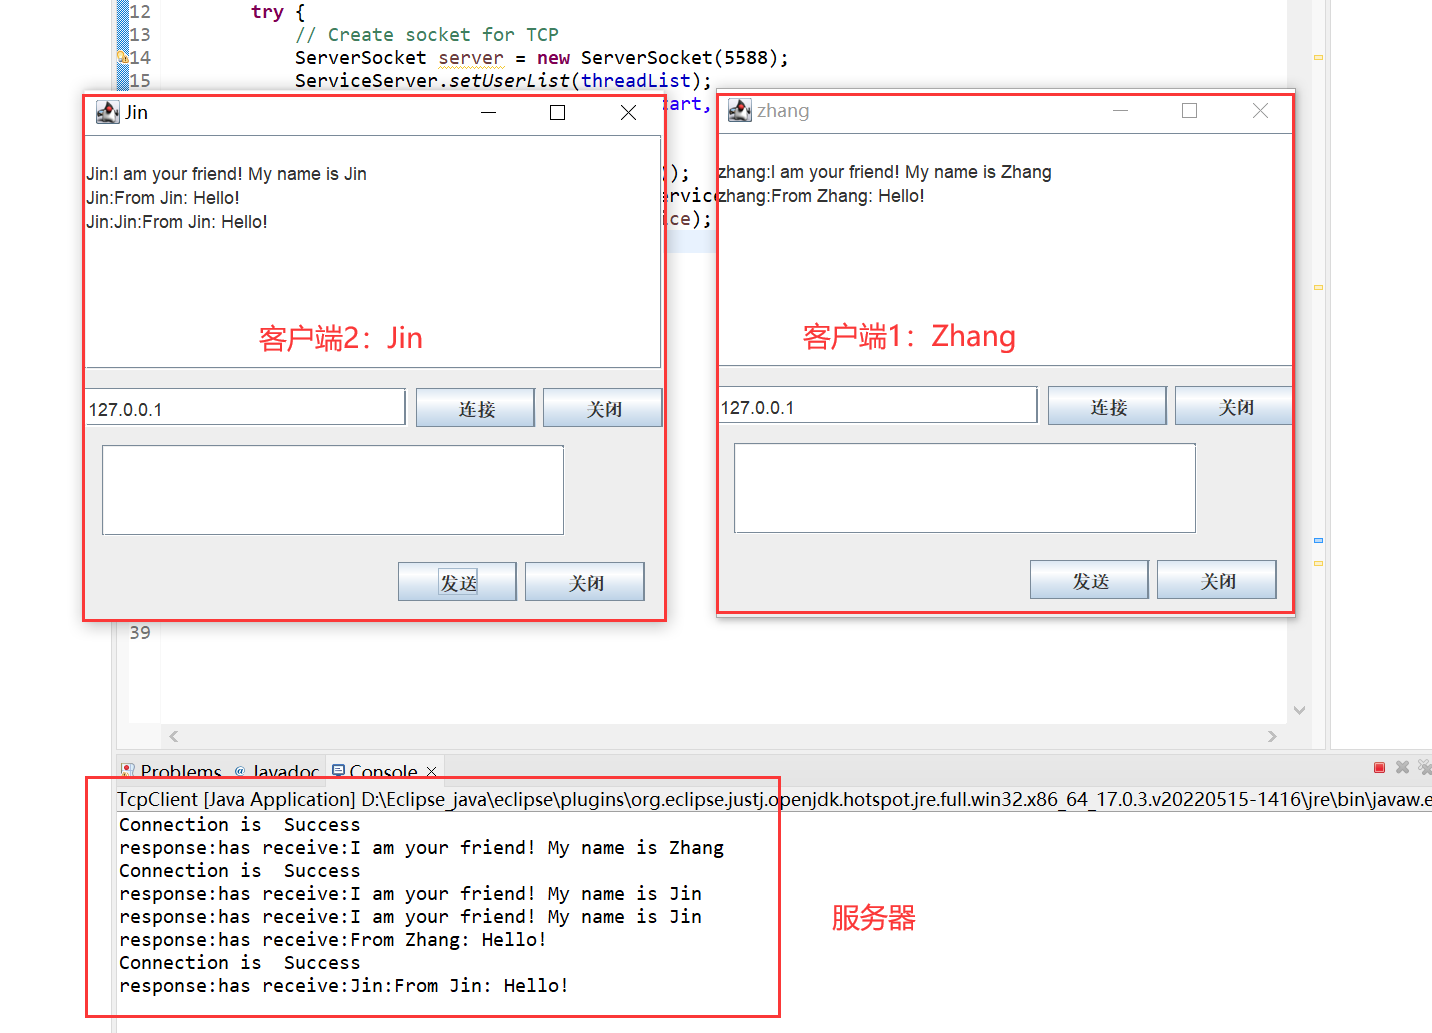 12 try {
13 // Create socket for TCP
14 ServerSocket server = new ServerSocket(5588);
15 ServiceServer.setUserList(threadList);
Jin
zhang
Jin:I am your friend! My name is Jin
Jin:From Jin: Hello!
Jin:Jin:From Jin: Hello!
zhang:I am your friend! My name is Zhang
zhang:From Zhang: Hello!
客户端2：Jin
客户端1：Zhang
127.0.0.1 连接 关闭
127.0.0.1 连接 关闭
发送 关闭
发送 关闭
39
Problems @ Javadoc Console
TcpClient [Java Application] D:\Eclipse_java\eclipse\plugins\org.eclipse.justj.openjdk.hotspot.jre.full.win32.x86_64_17.0.3.v20220515-1416\jre\bin\javaw.e
Connection is  Success
response:has receive:I am your friend! My name is Zhang
Connection is  Success
response:has receive:I am your friend! My name is Jin
response:has receive:I am your friend! My name is Jin
response:has receive:From Zhang: Hello!
Connection is  Success
response:has receive:Jin:From Jin: Hello!
服务器